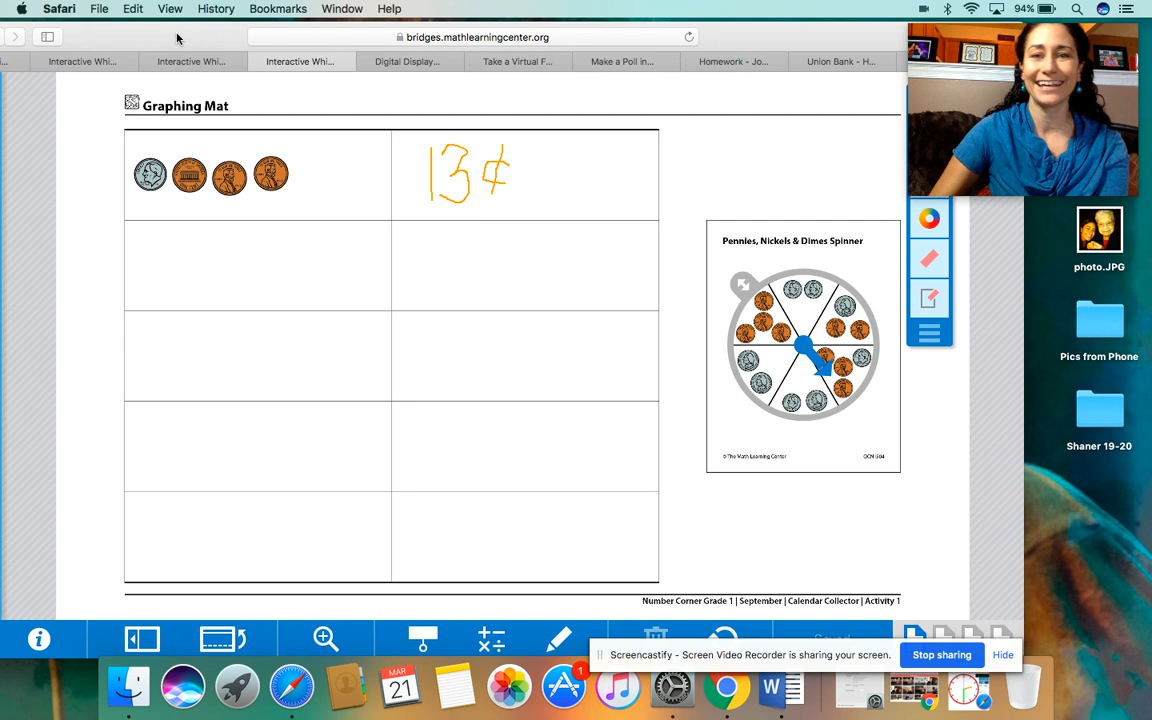 Safari File Edit View History Bookmarks Window Help 94%
bridges.mathlearningcenter.org
i... Interactive Whi... Interactive Whi... Interactive Whi... Digital Display... Take a Virtual F... Make a Poll in... Homework - Jo... Union Bank - H...
Graphing Mat
13¢
Pennies, Nickels & Dimes Spinner
© The Math Learning Center
photo.JPG
Pics from Phone
Shaner 19-20
Number Corner Grade 1 | September | Calendar Collector | Activity 1
Saved
Screencastify - Screen Video Recorder is sharing your screen. Stop sharing Hide
MAR
21
1
W